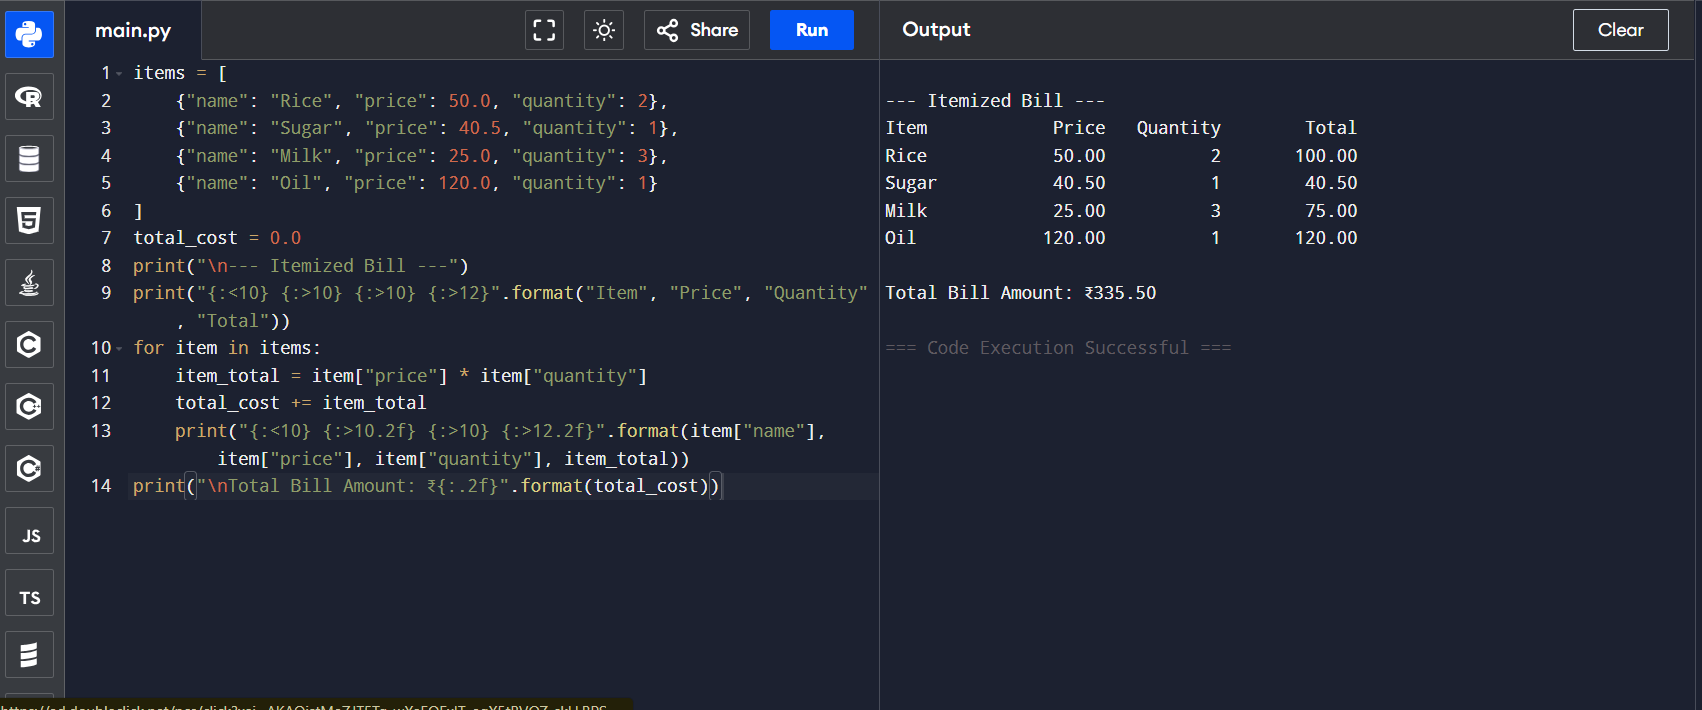 main.py
Share
Run
Output
Clear
1 items = [
2     {"name": "Rice", "price": 50.0, "quantity": 2},
3     {"name": "Sugar", "price": 40.5, "quantity": 1},
4     {"name": "Milk", "price": 25.0, "quantity": 3},
5     {"name": "Oil", "price": 120.0, "quantity": 1}
6 ]
7 total_cost = 0.0
8 print("\n--- Itemized Bill ---")
9 print("{:<10} {:>10} {:>10} {:>12}".format("Item", "Price", "Quantity"
    , "Total"))
10 for item in items:
11     item_total = item["price"] * item["quantity"]
12     total_cost += item_total
13     print("{:<10} {:>10.2f} {:>10} {:>12.2f}".format(item["name"],
        item["price"], item["quantity"], item_total))
14 print("\nTotal Bill Amount: ₹{:.2f}".format(total_cost))
--- Itemized Bill ---
Item                Price   Quantity        Total
Rice                50.00          2       100.00
Sugar               40.50          1        40.50
Milk                25.00          3        75.00
Oil                120.00          1       120.00
Total Bill Amount: ₹335.50
=== Code Execution Successful ===
R
5
C
C++
C#
JS
TS